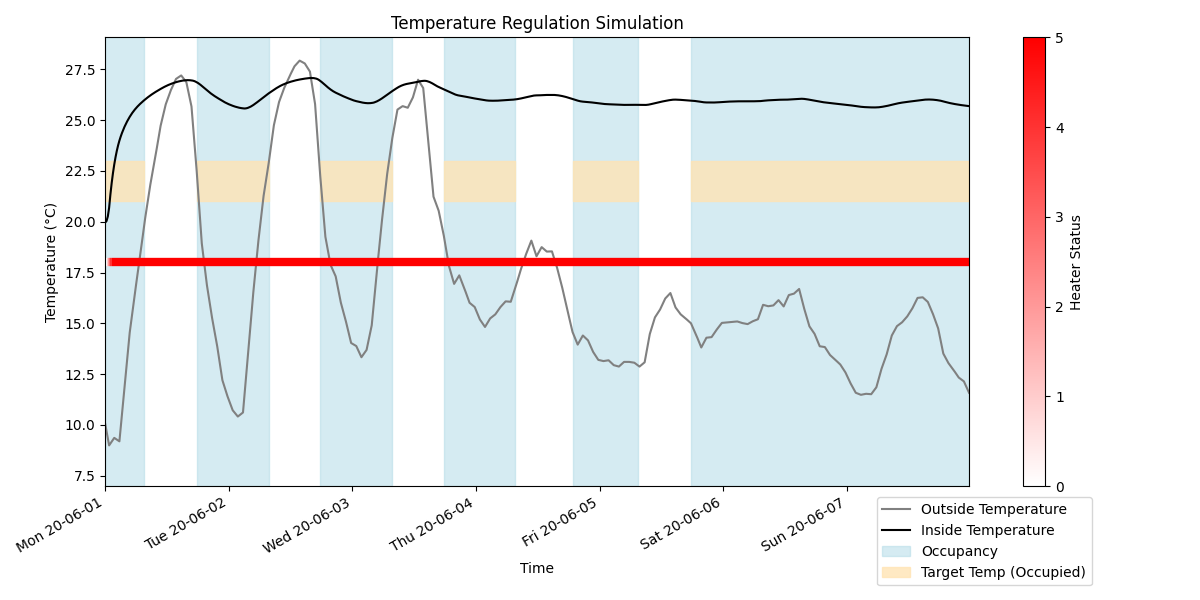 Temperature Regulation Simulation
27.5
25.0
22.5
20.0
17.5
15.0
12.5
10.0
7.5
Temperature (°C)
Mon 20-06-01
Tue 20-06-02
Wed 20-06-03
Thu 20-06-04
Fri 20-06-05
Sat 20-06-06
Sun 20-06-07
Time
5
4
3
2
1
0
Heater Status
Outside Temperature
Inside Temperature
Occupancy
Target Temp (Occupied)